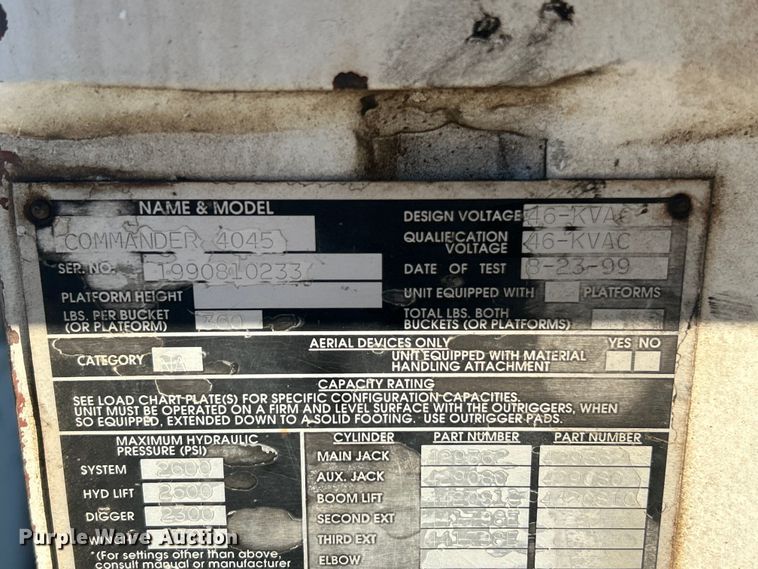 NAME & MODEL
COMMANDER 4045
SER. NO. 1990810233
PLATFORM HEIGHT
LBS. PER BUCKET
(OR PLATFORM) 360
DESIGN VOLTAGE 46-KVAC
QUALIFICATION
VOLTAGE 46-KVAC
DATE OF TEST 8-23-99
UNIT EQUIPPED WITH PLATFORMS
TOTAL LBS. BOTH
BUCKETS (OR PLATFORMS)
AERIAL DEVICES ONLY YES NO
CATEGORY NA
UNIT EQUIPPED WITH MATERIAL
HANDLING ATTACHMENT
CAPACITY RATING
SEE LOAD CHART PLATE(S) FOR SPECIFIC CONFIGURATION CAPACITIES.
UNIT MUST BE OPERATED ON A FIRM AND LEVEL SURFACE WITH THE OUTRIGGERS, WHEN
SO EQUIPPED, EXTENDED DOWN TO A SOLID FOOTING. USE OUTRIGGER PADS.
MAXIMUM HYDRAULIC
PRESSURE (PSI)
SYSTEM 2600
HYD LIFT 2600
DIGGER 2500
*(For settings other than above,
consult manual or manufacturer
CYLINDER PART NUMBER PART NUMBER
MAIN JACK
AUX. JACK
BOOM LIFT
SECOND EXT
THIRD EXT
ELBOW
Purple Wave Auction